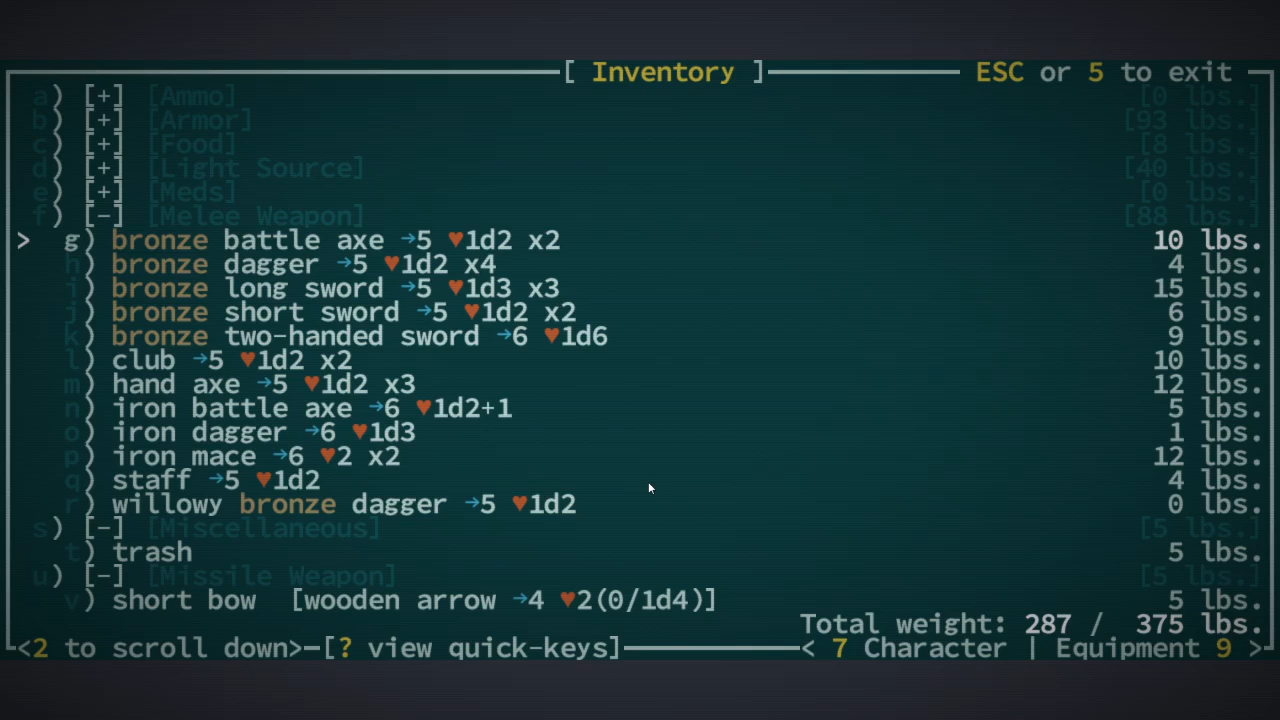 [ Inventory ] ESC or 5 to exit
a) [+] [Ammo] [0 lbs.]
b) [+] [Armor] [93 lbs.]
c) [+] [Food] [8 lbs.]
d) [+] [Light Source] [40 lbs.]
e) [+] [Meds] [0 lbs.]
f) [-] [Melee Weapon] [88 lbs.]
> g) bronze battle axe →5 ♥1d2 x2 10 lbs.
h) bronze dagger →5 ♥1d2 x4 4 lbs.
i) bronze long sword →5 ♥1d3 x3 15 lbs.
j) bronze short sword →5 ♥1d2 x2 6 lbs.
k) bronze two-handed sword →6 ♥1d6 9 lbs.
l) club →5 ♥1d2 x2 10 lbs.
m) hand axe →5 ♥1d2 x3 12 lbs.
n) iron battle axe →6 ♥1d2+1 5 lbs.
o) iron dagger →6 ♥1d3 1 lbs.
p) iron mace →6 ♥2 x2 12 lbs.
q) staff →5 ♥1d2 4 lbs.
r) willowy bronze dagger →5 ♥1d2 0 lbs.
s) [-] [Miscellaneous] [5 lbs.]
t) trash 5 lbs.
u) [-] [Missile Weapon] [5 lbs.]
v) short bow [wooden arrow →4 ♥2(0/1d4)] 5 lbs.
Total weight: 287 / 375 lbs.
<2 to scroll down> [? view quick-keys] < 7 Character | Equipment 9 >